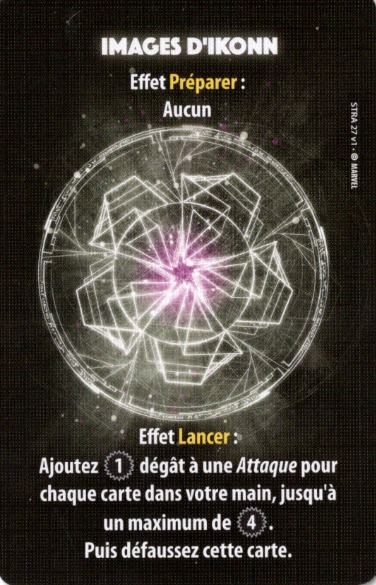 IMAGES D'IKONN
Effet Préparer :
Aucun
STRA 27 v1 • © MARVEL
Effet Lancer :
Ajoutez 1 dégât à une Attaque pour
chaque carte dans votre main, jusqu'à
un maximum de 4.
Puis défaussez cette carte.